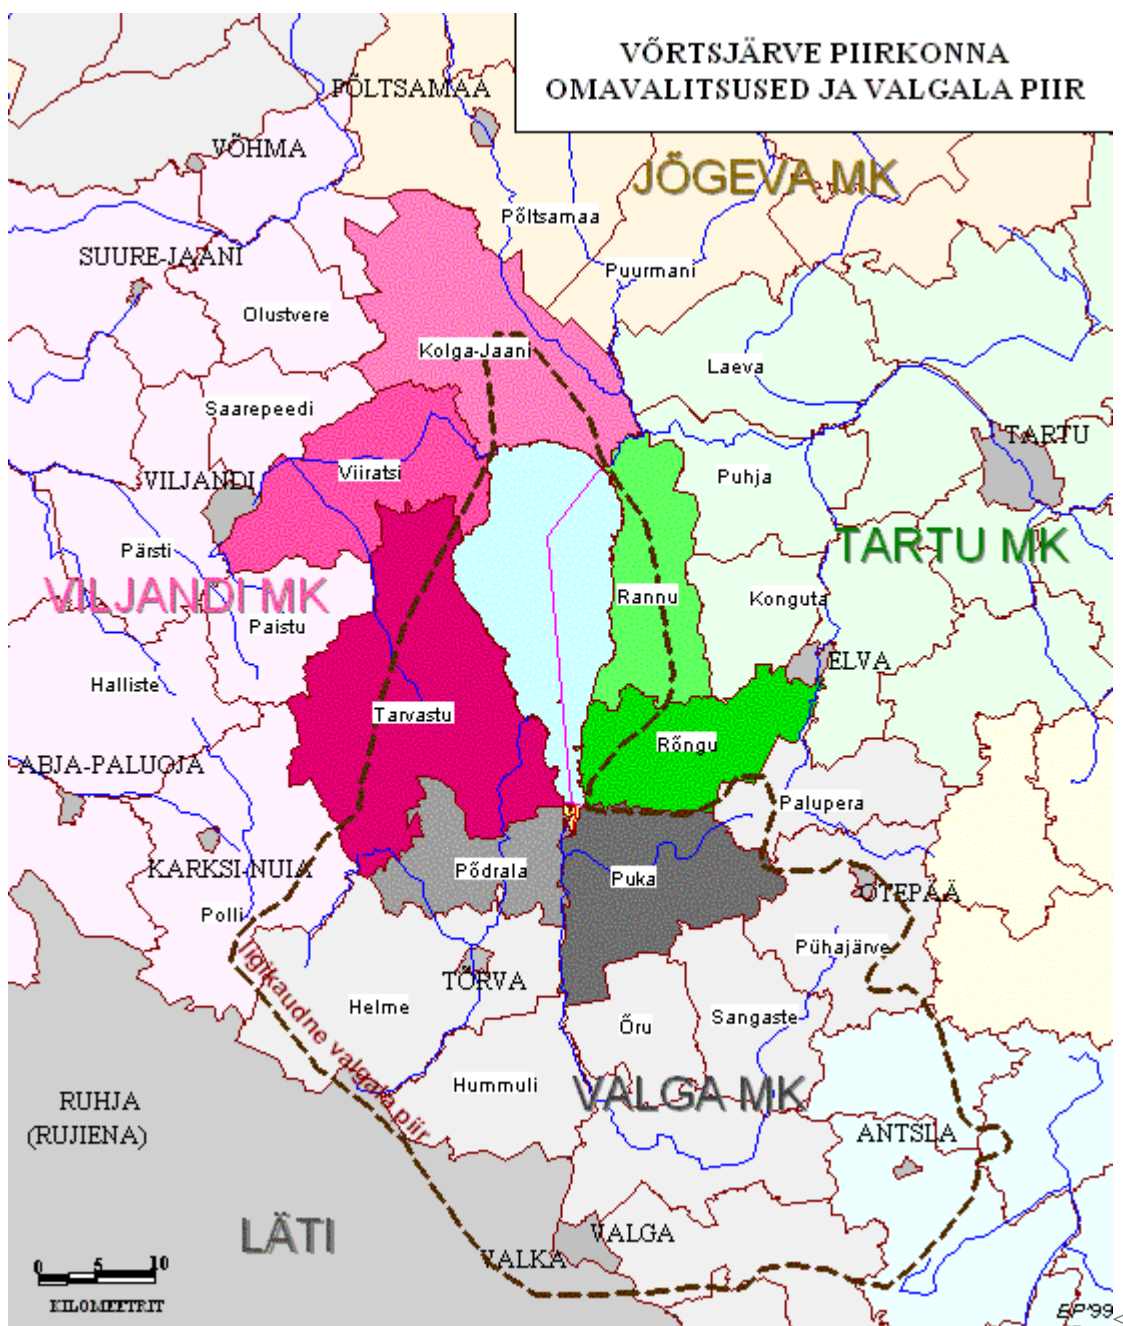 VÕRTSJÄRVE PIIRKONNA
OMAVALITSUSED JA VALGALA PIIR
PÕLTSAMAA
VÕHMA
JÕGEVA MK
Põltsamaa
SUURE-JAANI
Puurmani
Olustvere
Kolga-Jaani
Laeva
Saarepeedi
TARTU
Viiratsi
VILJANDI
Puhja
Pärsti
TARTU MK
VILJANDI MK
Rannu
Konguta
Paistu
ELVA
Halliste
Tarvastu
Rõngu
ABJA-PALUOJA
Palupera
KARKSI-NUIA
Põdrala
Puka
OTEPÄÄ
Polli
Pühajärve
TÕRVA
Helme
Õru
Sangaste
ligikaudne valgala piir
Hummuli
VALGA MK
RUHJA
(RUJIENA)
ANTSLA
LÄTI
VALGA
VALKA
0 5 10
KILOMEETRIT
EP'99
<